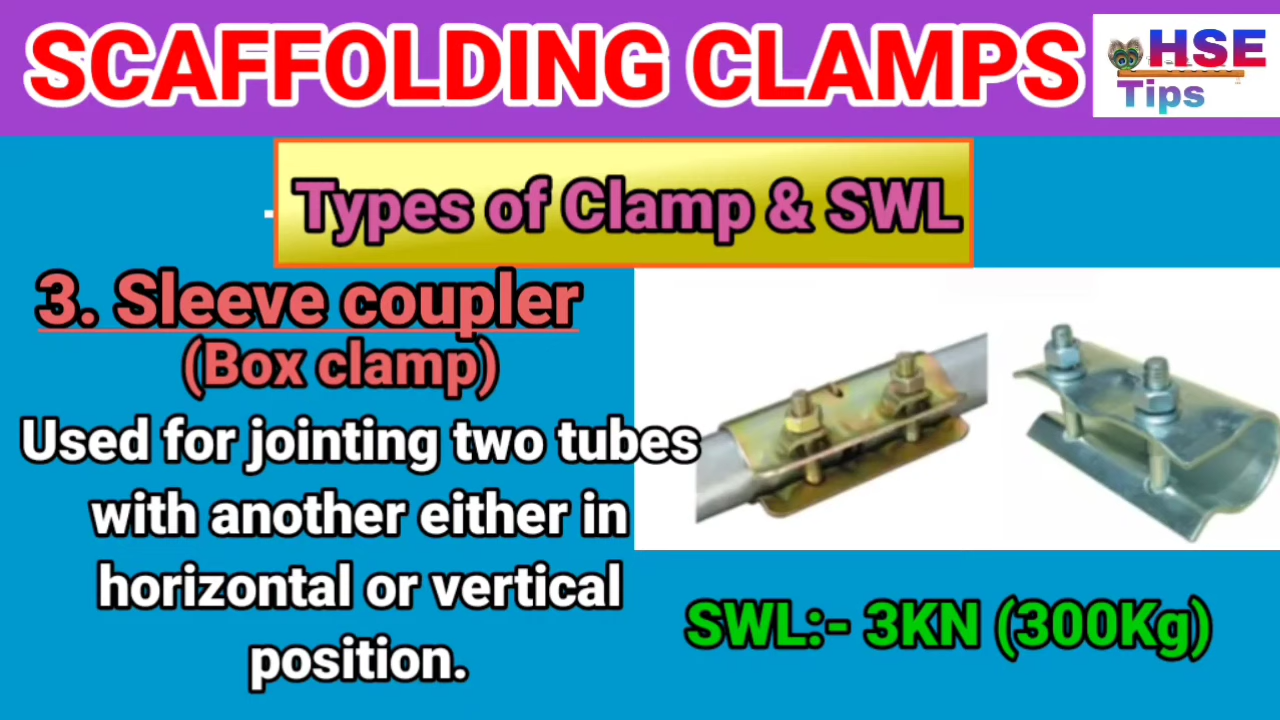 SCAFFOLDING CLAMPS
HSE
Tips
Types of Clamp & SWL
3. Sleeve coupler
(Box clamp)
Used for jointing two tubes
with another either in
horizontal or vertical
position.
SWL:- 3KN (300Kg)